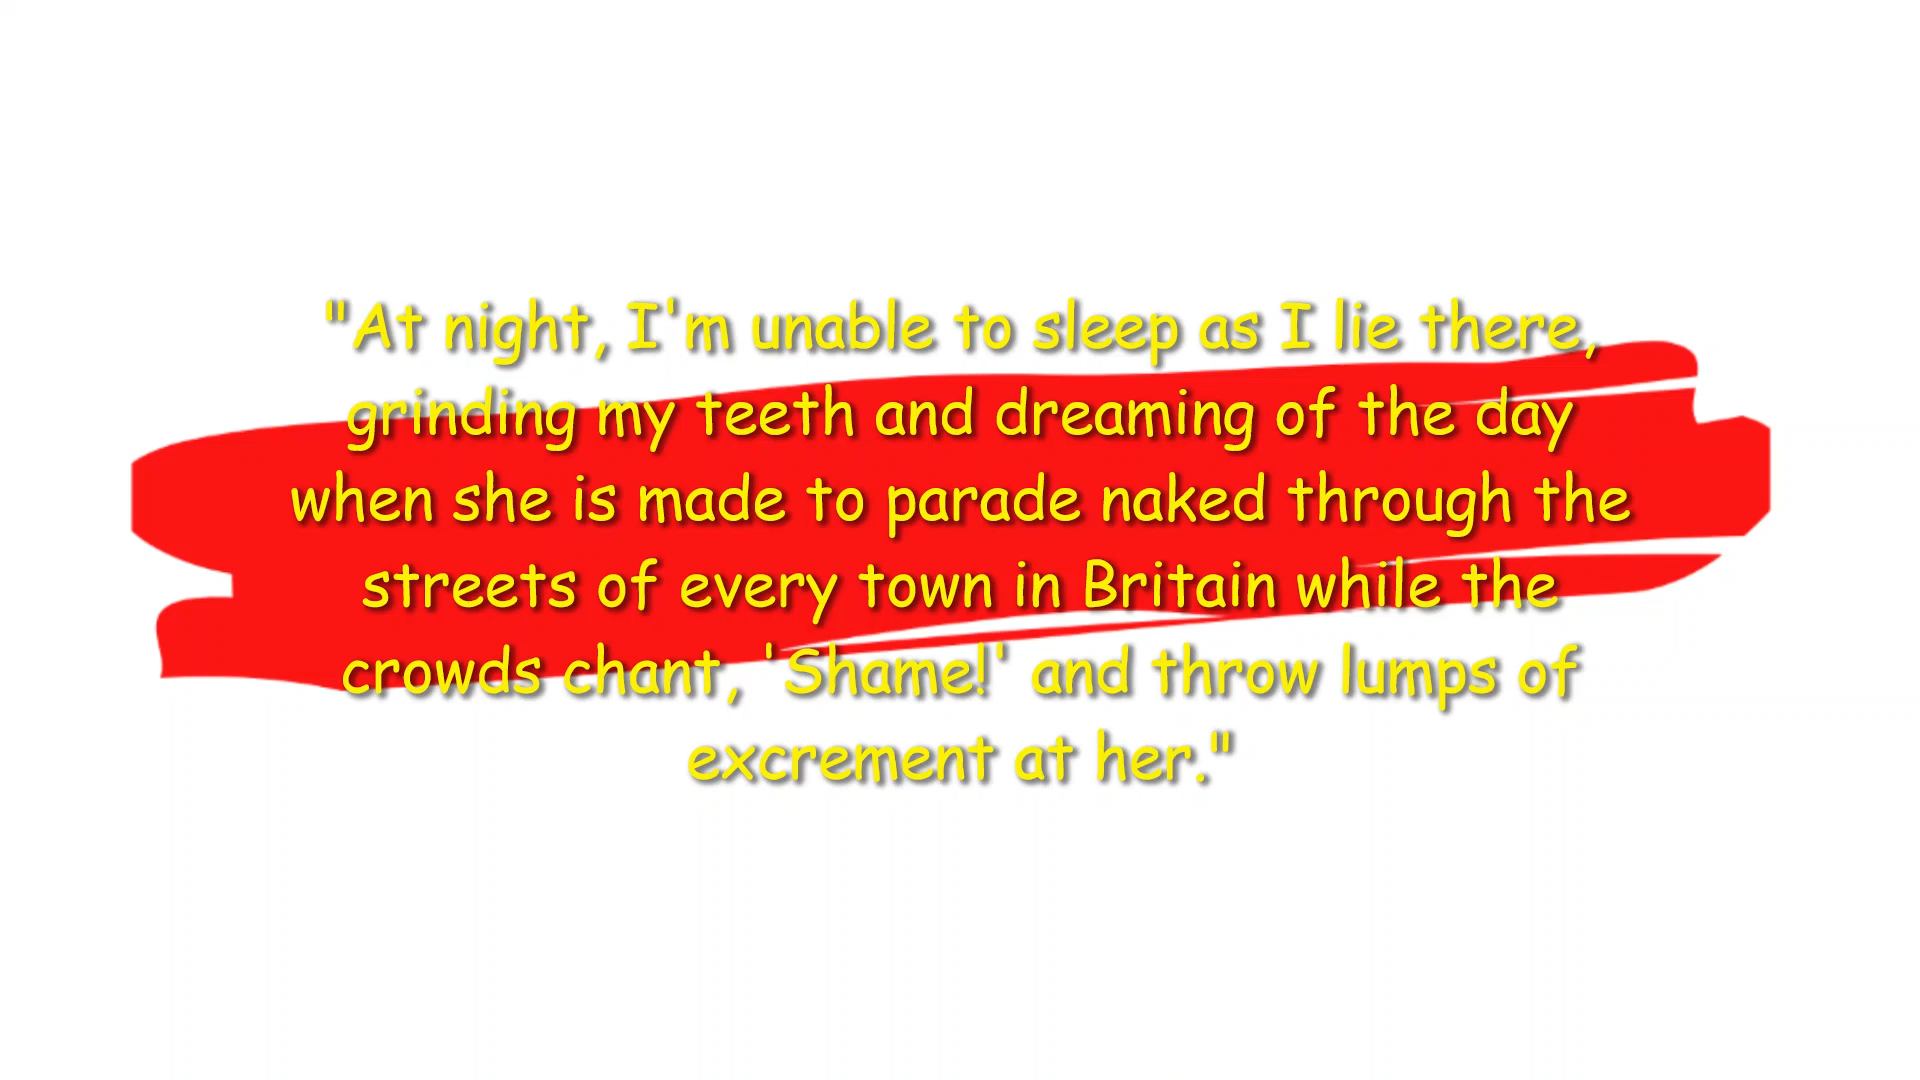 "At night, I'm unable to sleep as I lie there,
grinding my teeth and dreaming of the day
when she is made to parade naked through the
streets of every town in Britain while the
crowds chant, 'Shame!' and throw lumps of
excrement at her."